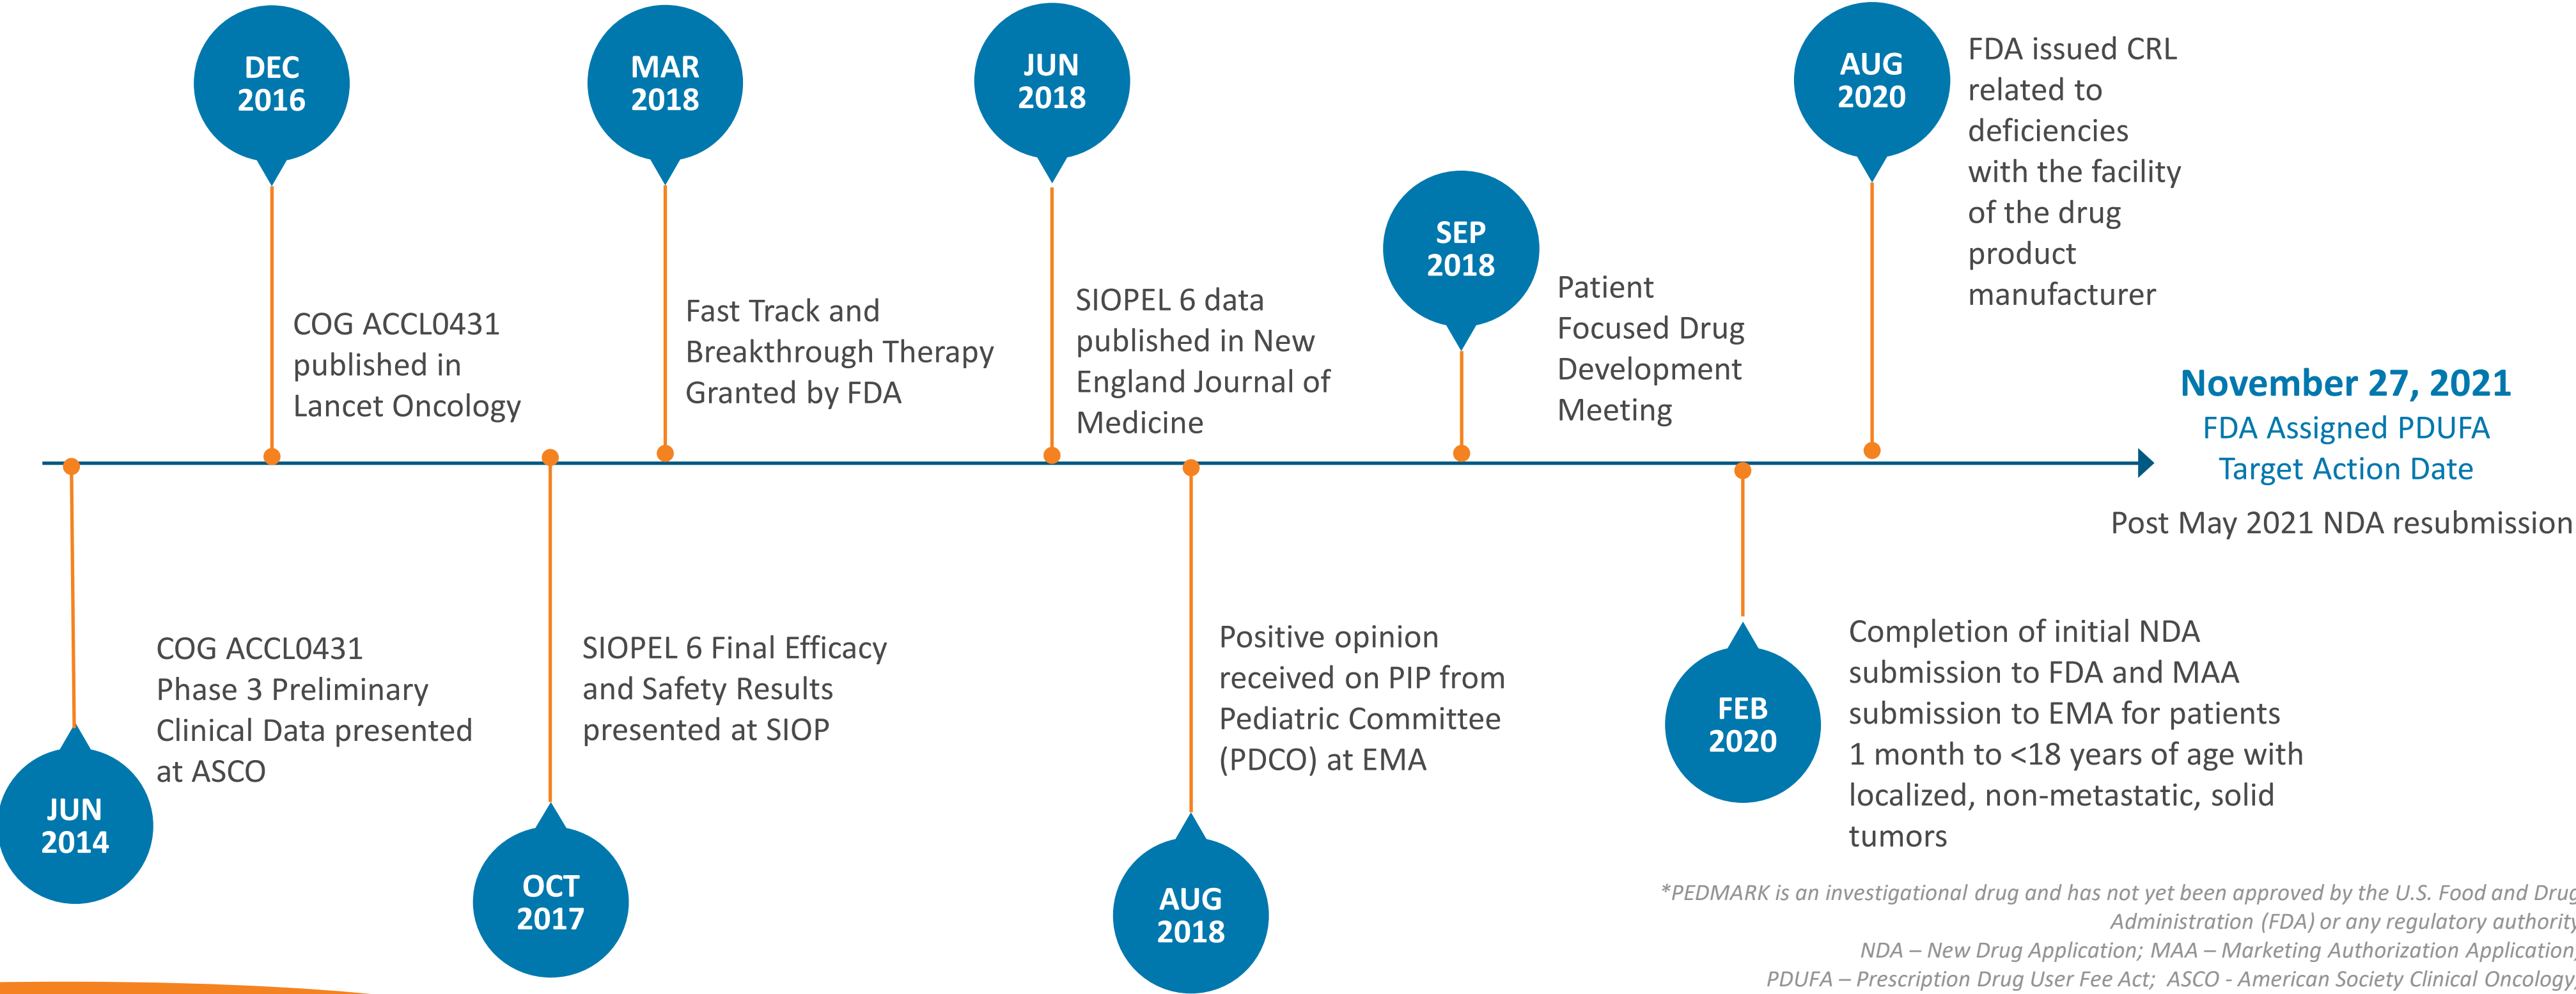 DEC
2016
COG ACCL0431
published in
Lancet Oncology
MAR
2018
Fast Track and
Breakthrough Therapy
Granted by FDA
JUN
2018
SIOPEL 6 data
published in New
England Journal of
Medicine
SEP
2018
Patient
Focused Drug
Development
Meeting
AUG
2020
FDA issued CRL
related to
deficiencies
with the facility
of the drug
product
manufacturer
November 27, 2021
FDA Assigned PDUFA
Target Action Date
Post May 2021 NDA resubmission
JUN
2014
COG ACCL0431
Phase 3 Preliminary
Clinical Data presented
at ASCO
OCT
2017
SIOPEL 6 Final Efficacy
and Safety Results
presented at SIOP
AUG
2018
Positive opinion
received on PIP from
Pediatric Committee
(PDCO) at EMA
FEB
2020
Completion of initial NDA
submission to FDA and MAA
submission to EMA for patients
1 month to <18 years of age with
localized, non-metastatic, solid
tumors
*PEDMARK is an investigational drug and has not yet been approved by the U.S. Food and Drug
Administration (FDA) or any regulatory authority
NDA – New Drug Application; MAA – Marketing Authorization Application;
PDUFA – Prescription Drug User Fee Act; ASCO - American Society Clinical Oncology